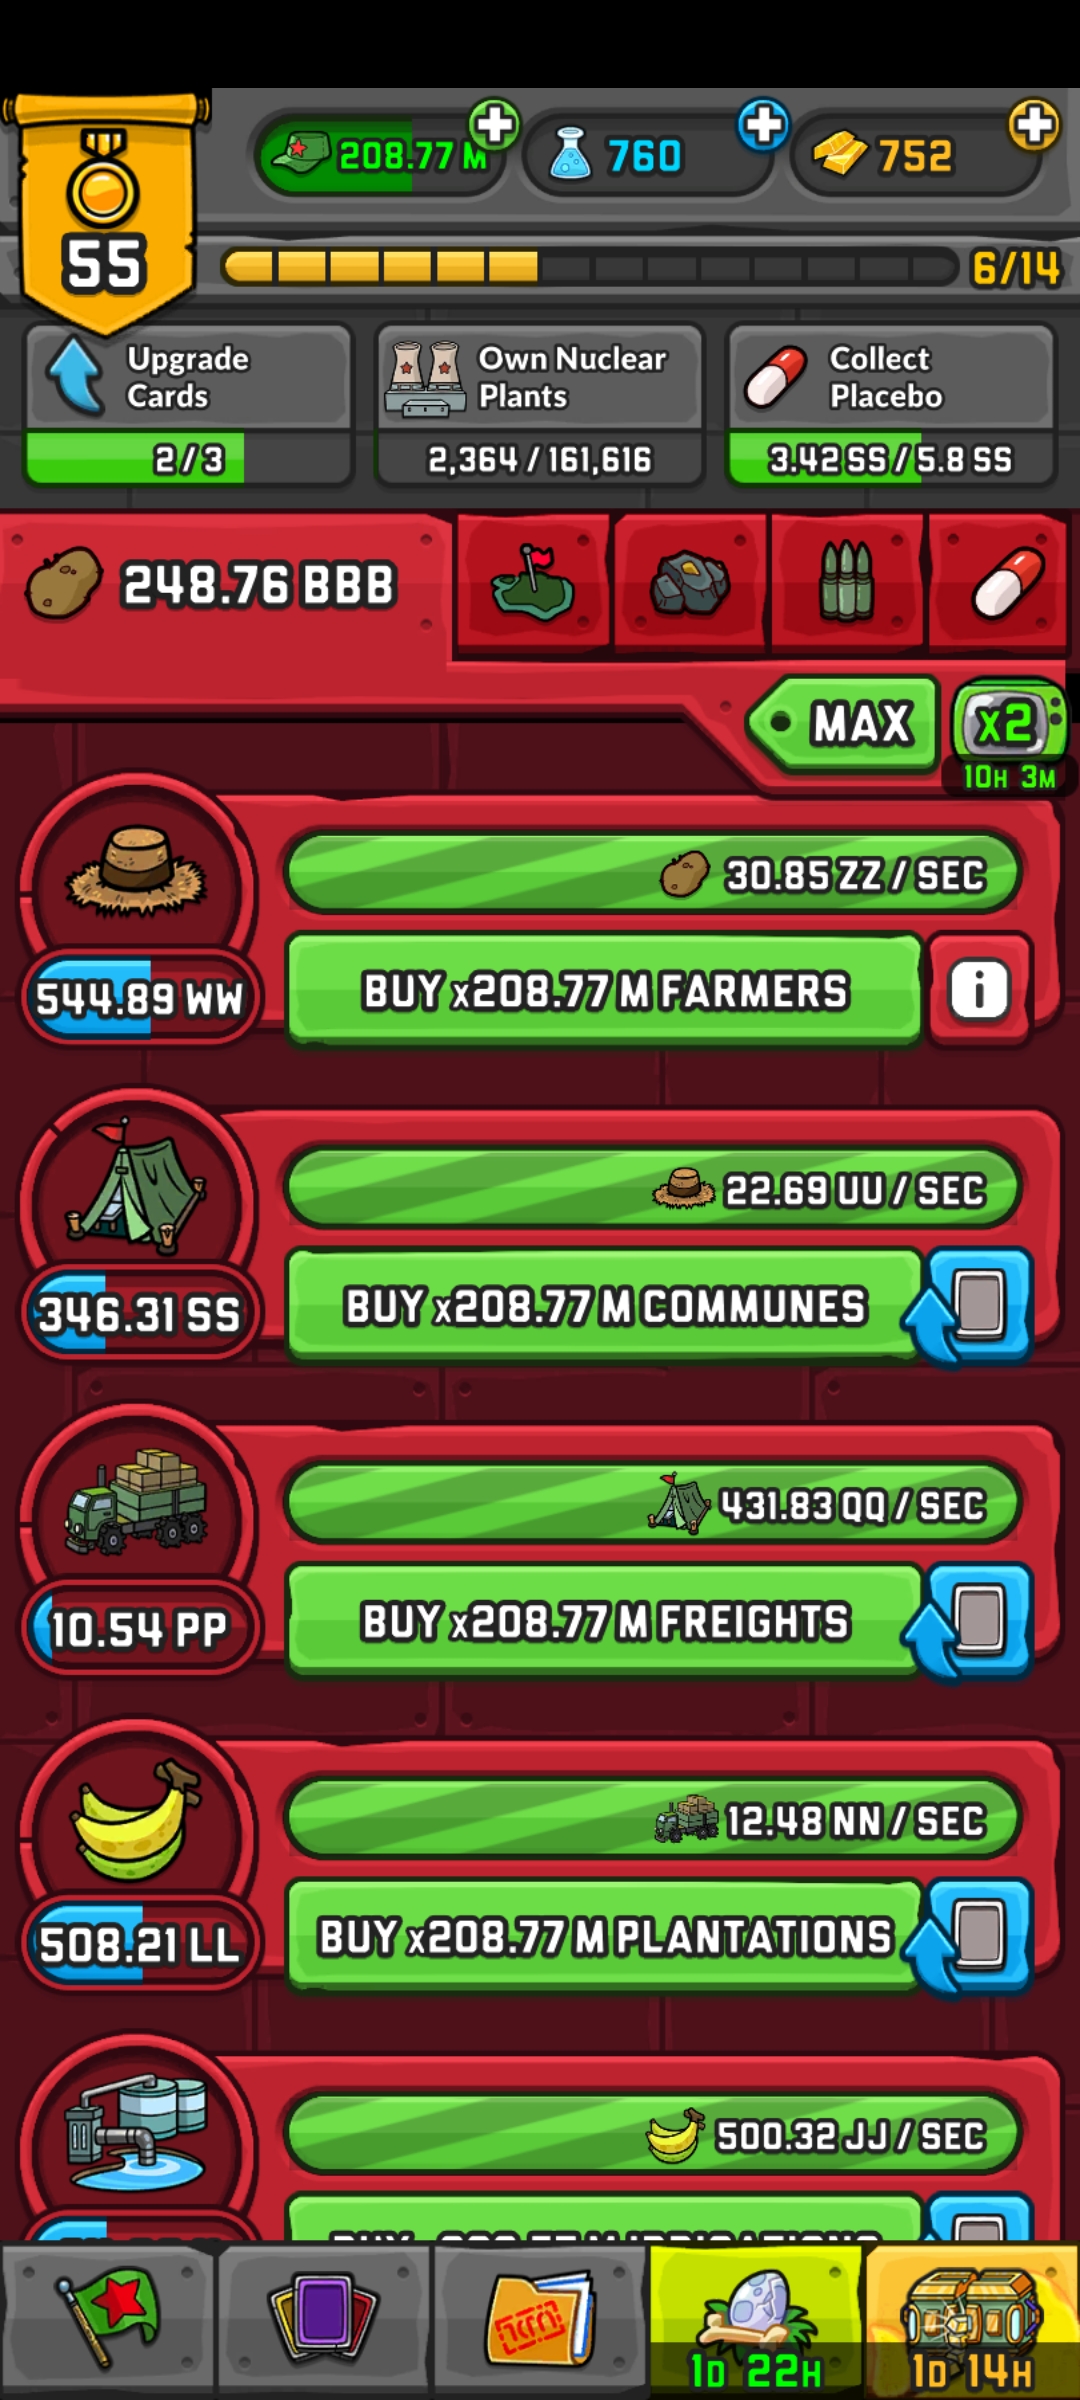 208.77 M
760
752
55
6/14
Upgrade
Cards
2/3
Own Nuclear
Plants
2,364/161,616
Collect
Placebo
3.42 SS/5.8 SS
248.76 BBB
MAX
x2
10H 3M
30.85 ZZ / SEC
544.89 WW
BUY x208.77 M FARMERS
i
22.69 UU / SEC
346.31 SS
BUY x208.77 M COMMUNES
431.83 QQ / SEC
10.54 PP
BUY x208.77 M FREIGHTS
12.48 NN / SEC
508.21 LL
BUY x208.77 M PLANTATIONS
500.32 JJ / SEC
1D 22H
1D 14H